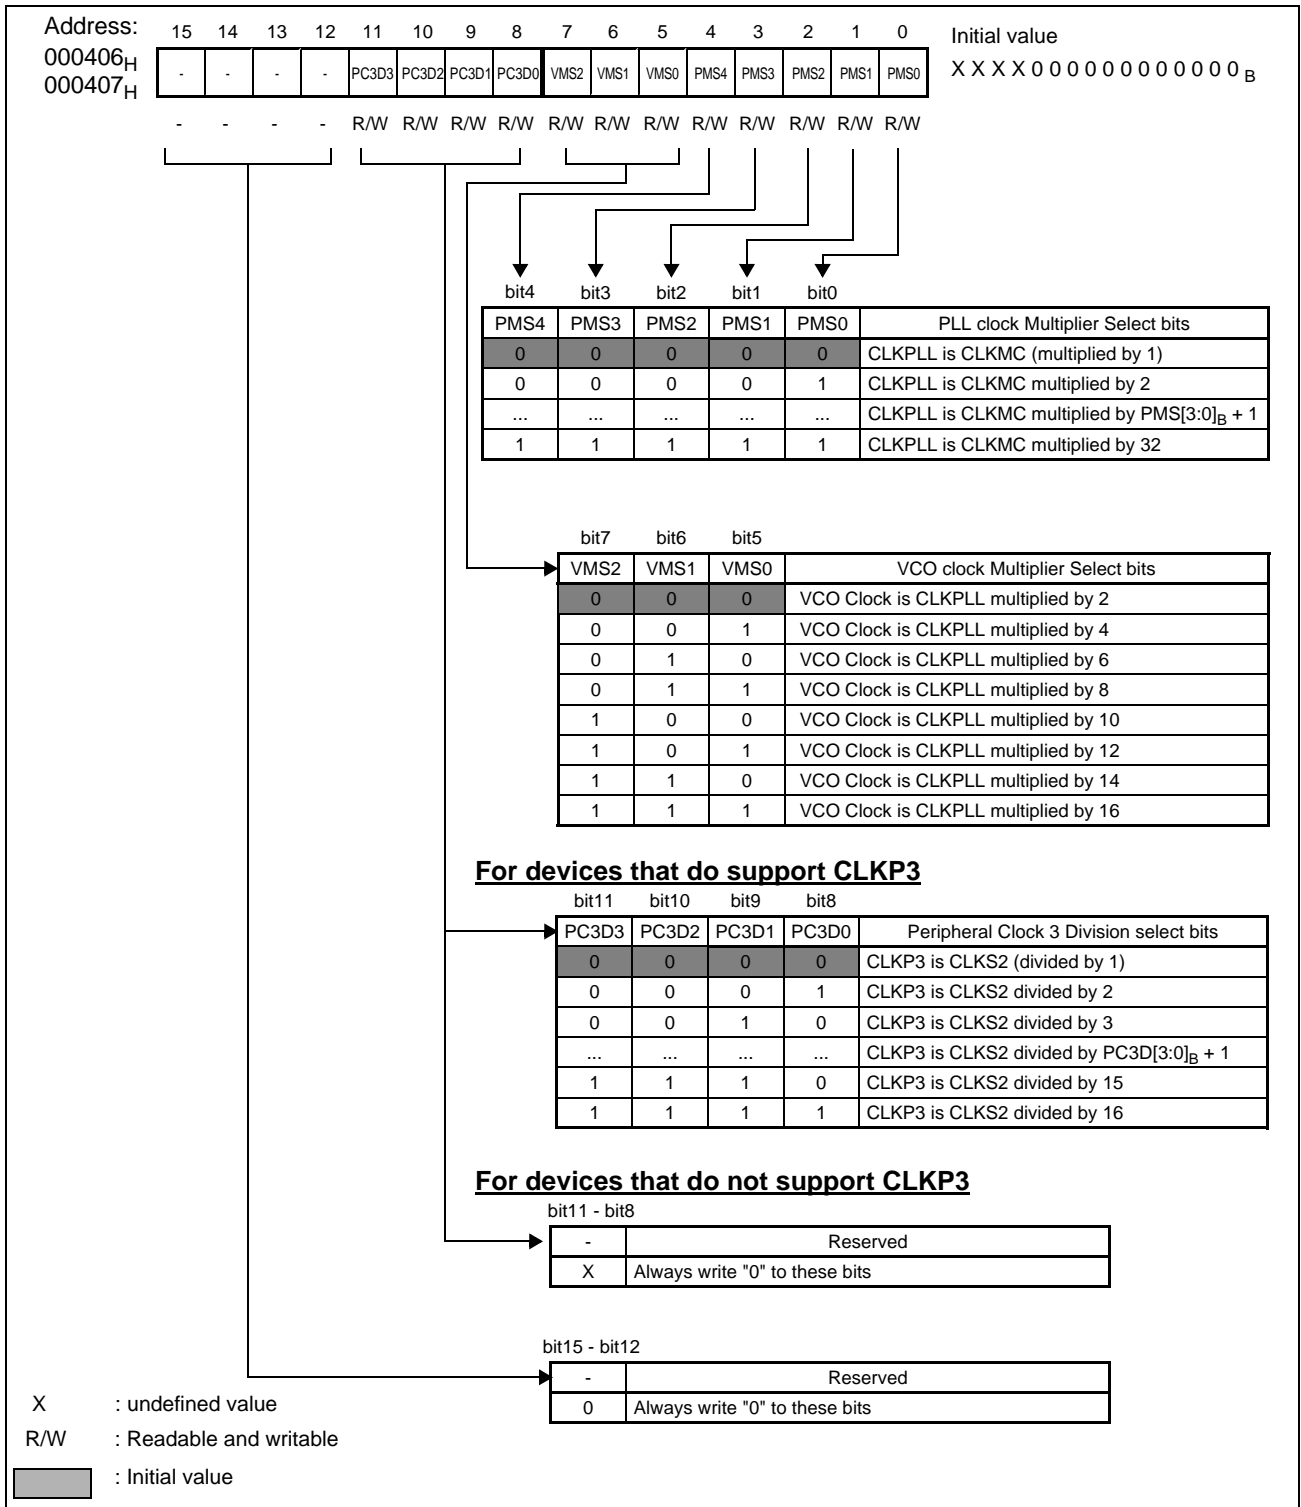 Address: 15 14 13 12 11 10 9 8 7 6 5 4 3 2 1 0 Initial value
000406H - - - - PC3D3 PC3D2 PC3D1 PC3D0 VMS2 VMS1 VMS0 PMS4 PMS3 PMS2 PMS1 PMS0 X X X X 0 0 0 0 0 0 0 0 0 0 0 0 B
000407H
- - - - R/W R/W R/W R/W R/W R/W R/W R/W R/W R/W R/W R/W
bit4 bit3 bit2 bit1 bit0
PMS4 PMS3 PMS2 PMS1 PMS0 PLL clock Multiplier Select bits
0 0 0 0 0 CLKPLL is CLKMC (multiplied by 1)
0 0 0 0 1 CLKPLL is CLKMC multiplied by 2
... ... ... ... ... CLKPLL is CLKMC multiplied by PMS[3:0]B + 1
1 1 1 1 1 CLKPLL is CLKMC multiplied by 32
bit7 bit6 bit5
VMS2 VMS1 VMS0 VCO clock Multiplier Select bits
0 0 0 VCO Clock is CLKPLL multiplied by 2
0 0 1 VCO Clock is CLKPLL multiplied by 4
0 1 0 VCO Clock is CLKPLL multiplied by 6
0 1 1 VCO Clock is CLKPLL multiplied by 8
1 0 0 VCO Clock is CLKPLL multiplied by 10
1 0 1 VCO Clock is CLKPLL multiplied by 12
1 1 0 VCO Clock is CLKPLL multiplied by 14
1 1 1 VCO Clock is CLKPLL multiplied by 16
For devices that do support CLKP3
bit11 bit10 bit9 bit8
PC3D3 PC3D2 PC3D1 PC3D0 Peripheral Clock 3 Division select bits
0 0 0 0 CLKP3 is CLKS2 (divided by 1)
0 0 0 1 CLKP3 is CLKS2 divided by 2
0 0 1 0 CLKP3 is CLKS2 divided by 3
... ... ... ... CLKP3 is CLKS2 divided by PC3D[3:0]B + 1
1 1 1 0 CLKP3 is CLKS2 divided by 15
1 1 1 1 CLKP3 is CLKS2 divided by 16
For devices that do not support CLKP3
bit11 - bit8
- Reserved
X Always write "0" to these bits
bit15 - bit12
- Reserved
0 Always write "0" to these bits
X : undefined value
R/W : Readable and writable
: Initial value